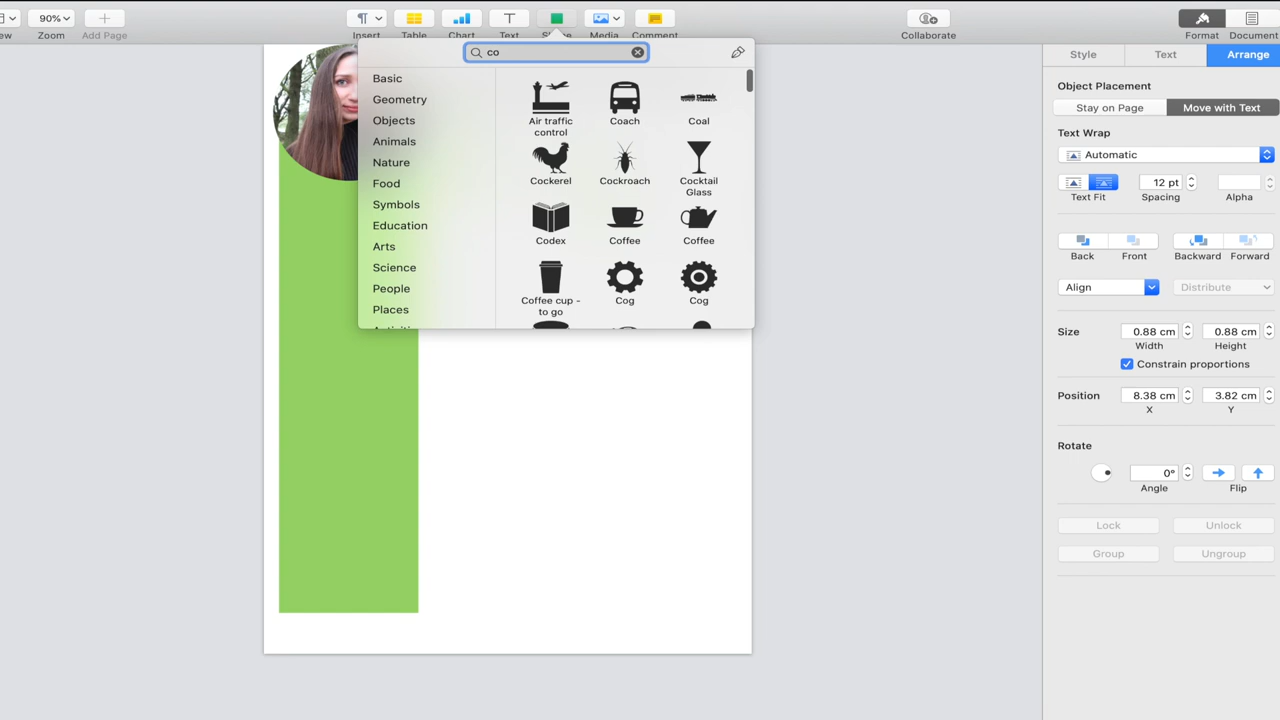 90%
ew
Zoom
Add Page
Insert
Table
Chart
Text
Media
Comment
Collaborate
Format
Document
co
Basic
Geometry
Objects
Animals
Nature
Food
Symbols
Education
Arts
Science
People
Places
Air traffic
control
Coach
Coal
Cockerel
Cockroach
Cocktail
Glass
Codex
Coffee
Coffee
Coffee cup -
to go
Cog
Cog
Style
Text
Arrange
Object Placement
Stay on Page
Move with Text
Text Wrap
Automatic
12 pt
Text Fit
Spacing
Alpha
Back
Front
Backward
Forward
Align
Distribute
Size
0.88 cm
0.88 cm
Width
Height
Constrain proportions
Position
8.38 cm
3.82 cm
X
Y
Rotate
0°
Angle
Flip
Lock
Unlock
Group
Ungroup